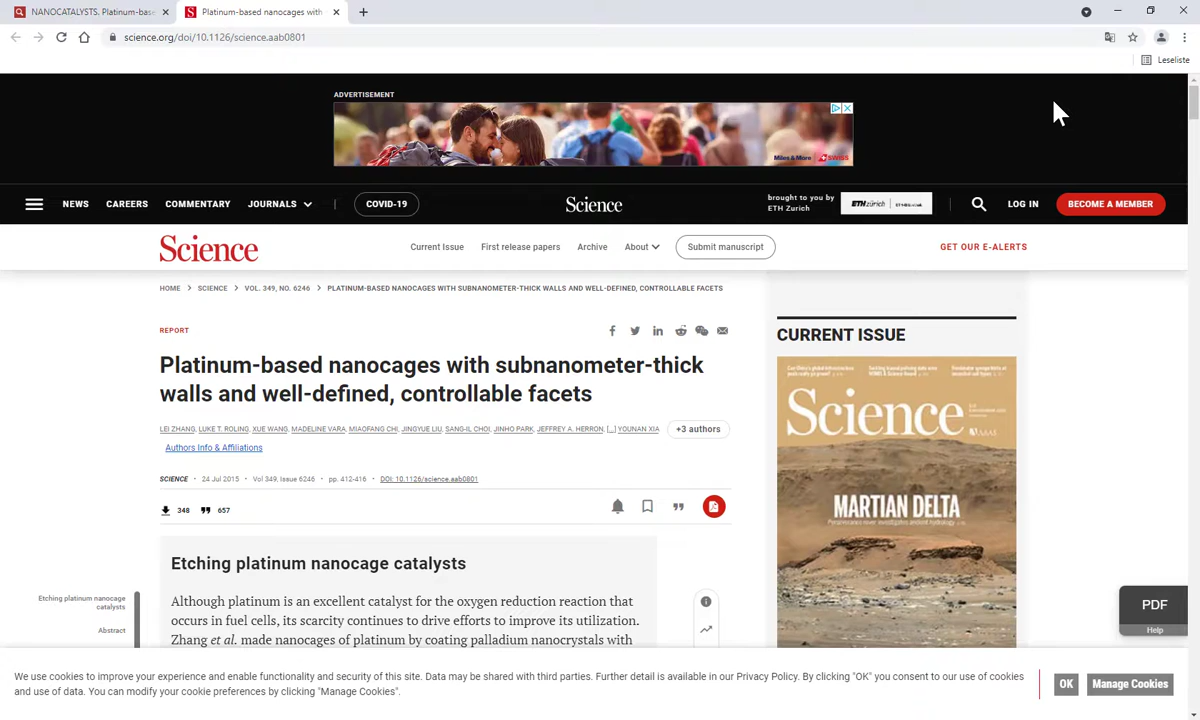 NANOCATALYSTS. Platinum-base
Platinum-based nanocages with
science.org/doi/10.1126/science.aab0801
Leseliste
ADVERTISEMENT
Miles & More SWISS
NEWS CAREERS COMMENTARY JOURNALS COVID-19
Science
brought to you by
ETH Zurich
ETH zürich
LOG IN BECOME A MEMBER
Science
Current Issue First release papers Archive About Submit manuscript
GET OUR E-ALERTS
HOME > SCIENCE > VOL. 349, NO. 6246 > PLATINUM-BASED NANOCAGES WITH SUBNANOMETER-THICK WALLS AND WELL-DEFINED, CONTROLLABLE FACETS
REPORT
Platinum-based nanocages with subnanometer-thick
walls and well-defined, controllable facets
LEI ZHANG, LUKE T. ROLING, XUE WANG, MADELINE VARA, MIAOFANG CHI, JINGYUE LIU, SANG-IL CHOI, JINHO PARK, JEFFREY A. HERRON, [...] YOUNAN XIA +3 authors
Authors Info & Affiliations
SCIENCE • 24 Jul 2015 • Vol 349, Issue 6246 • pp. 412-416 • DOI: 10.1126/science.aab0801
348 657
Etching platinum nanocage catalysts
Although platinum is an excellent catalyst for the oxygen reduction reaction that
occurs in fuel cells, its scarcity continues to drive efforts to improve its utilization.
Zhang et al. made nanocages of platinum by coating palladium nanocrystals with
Etching platinum nanocage
catalysts
Abstract
CURRENT ISSUE
Science
AAAS
MARTIAN DELTA
PDF
Help
We use cookies to improve your experience and enable functionality and security of this site. Data may be shared with third parties. Further detail is available in our Privacy Policy. By clicking "OK" you consent to our use of cookies
and use of data. You can modify your cookie preferences by clicking "Manage Cookies".
OK Manage Cookies